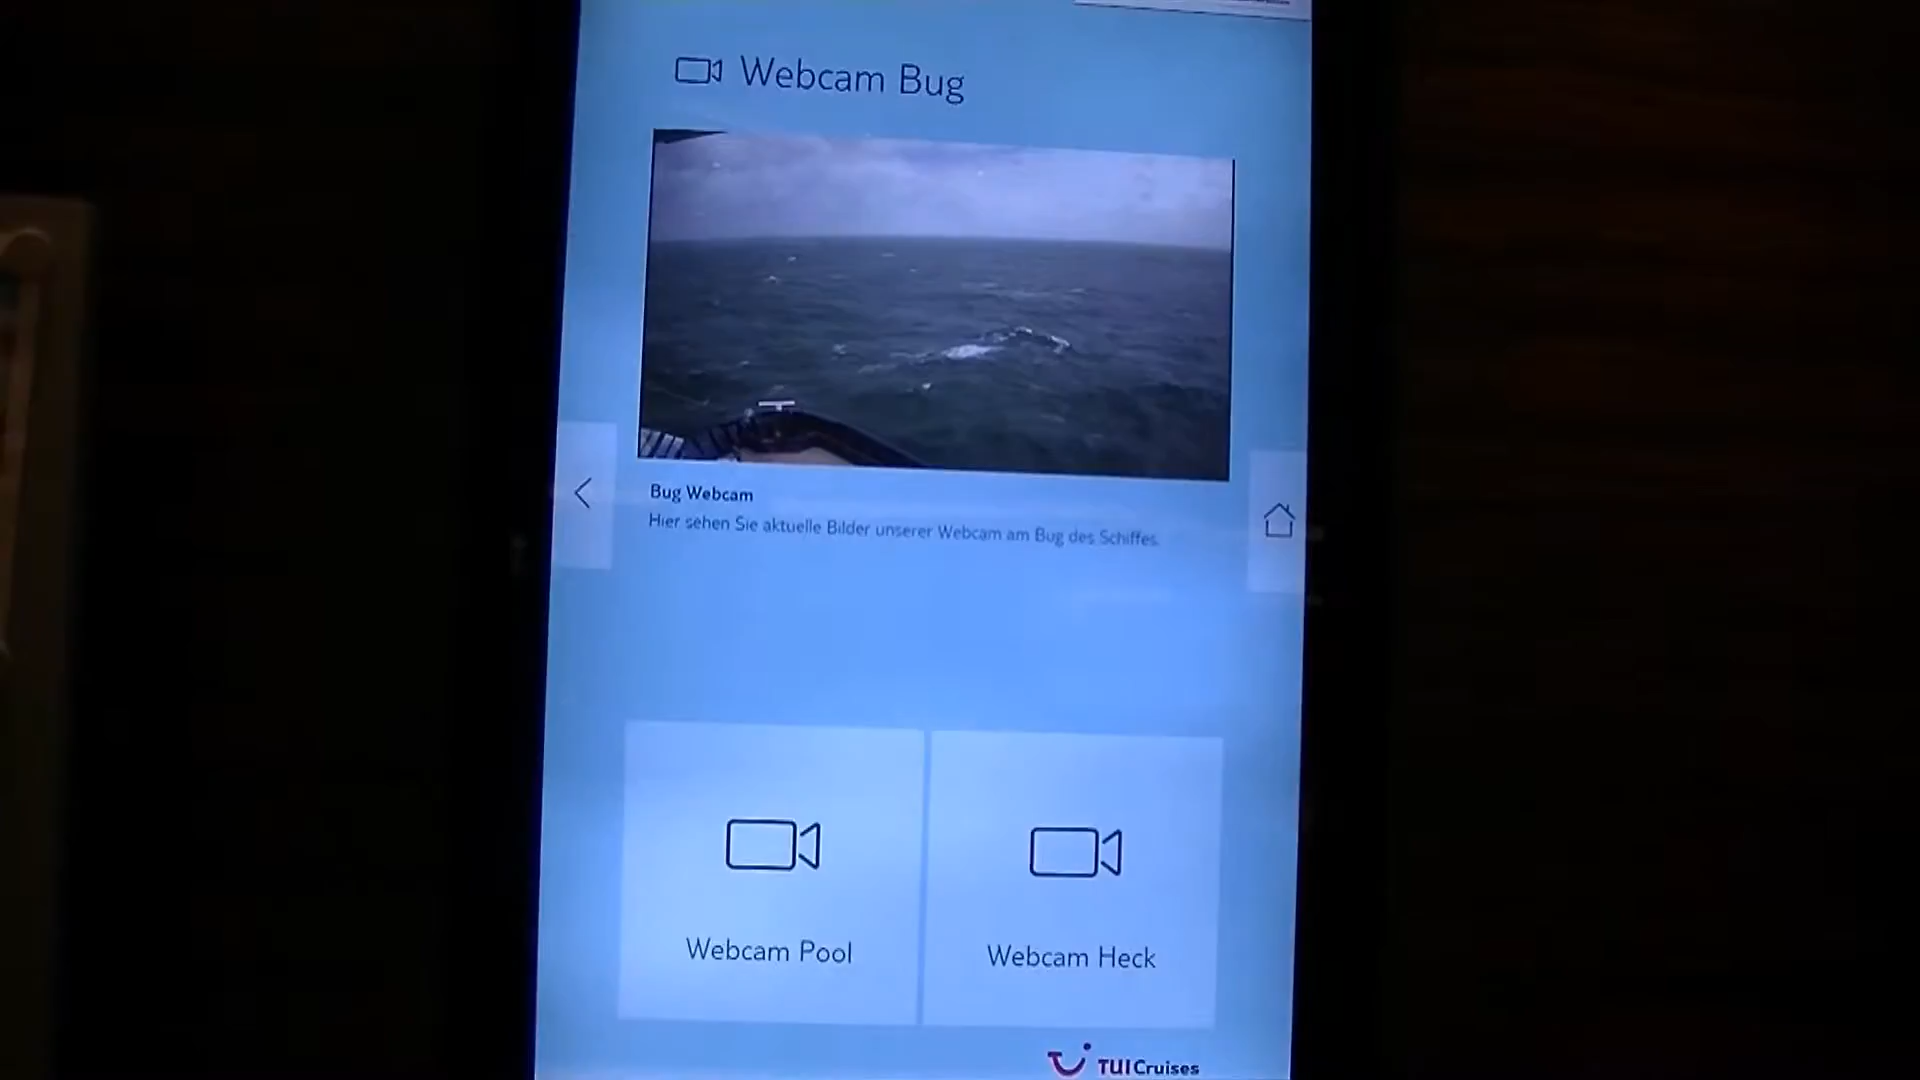 Webcam Bug
Bug Webcam
Hier sehen Sie aktuelle Bilder unserer Webcam am Bug des Schiffes.
Webcam Pool
Webcam Heck
TUI Cruises